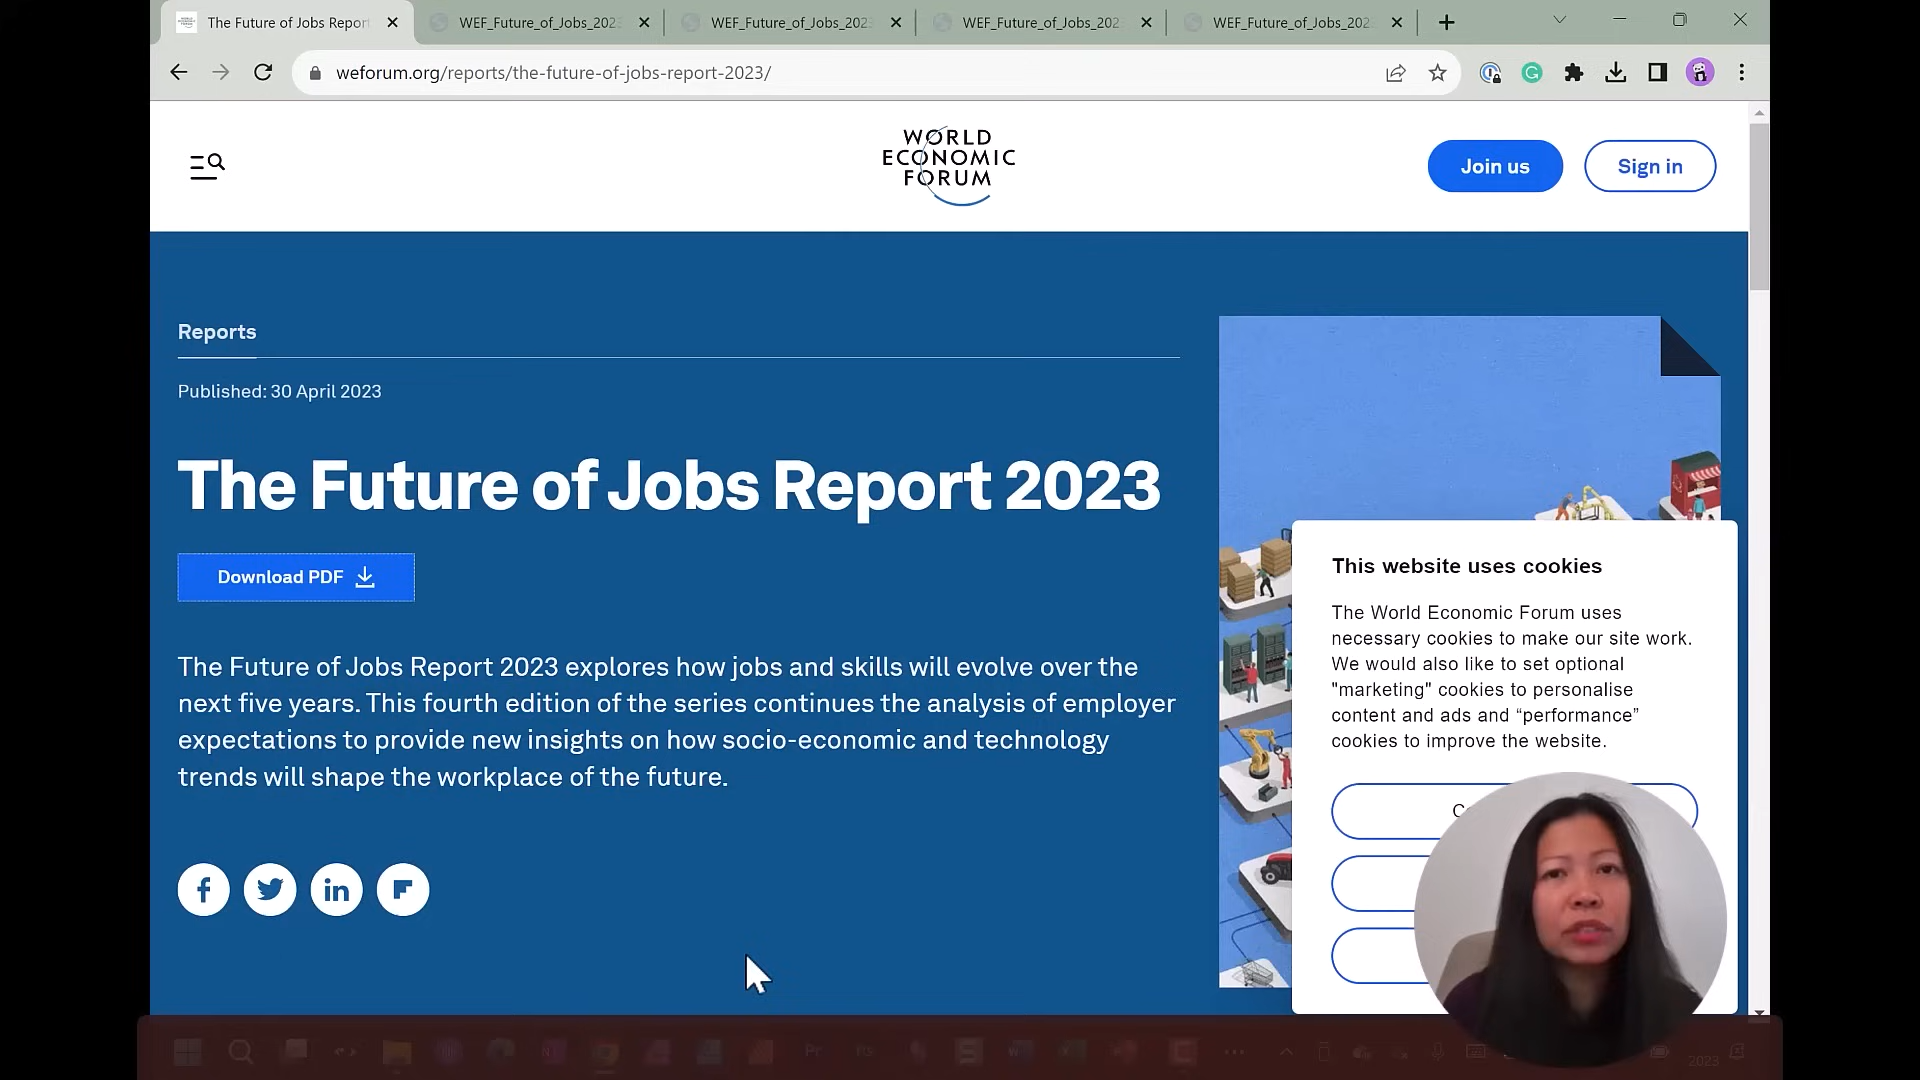 The Future of Jobs Report
WEF_Future_of_Jobs_202
WEF_Future_of_Jobs_202
WEF_Future_of_Jobs_202
WEF_Future_of_Jobs_202
weforum.org/reports/the-future-of-jobs-report-2023/
WORLD
ECONOMIC
FORUM
Join us
Sign in
Reports
Published: 30 April 2023
The Future of Jobs Report 2023
Download PDF
The Future of Jobs Report 2023 explores how jobs and skills will evolve over the
next five years. This fourth edition of the series continues the analysis of employer
expectations to provide new insights on how socio-economic and technology
trends will shape the workplace of the future.
This website uses cookies
The World Economic Forum uses
necessary cookies to make our site work.
We would also like to set optional
"marketing" cookies to personalise
content and ads and “performance”
cookies to improve the website.
f
in
Pr
2023